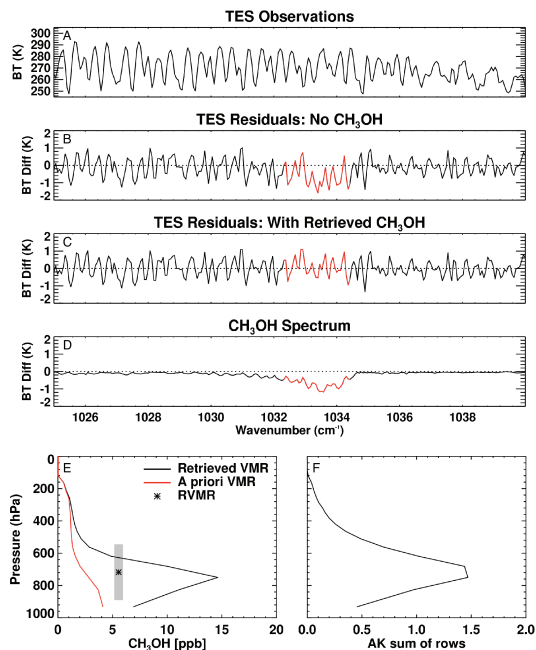 TES Observations
A
BT (K)
300
290
280
270
260
250
TES Residuals: No CH₃OH
B
BT Diff (K)
2
1
0
-1
-2
TES Residuals: With Retrieved CH₃OH
C
BT Diff (K)
2
1
0
-1
-2
CH₃OH Spectrum
D
BT Diff (K)
2
1
0
-1
-2
1026 1028 1030 1032 1034 1036 1038
Wavenumber (cm⁻¹)
E
Retrieved VMR
A priori VMR
RVMR
Pressure (hPa)
0
200
400
600
800
1000
0 5 10 15 20
CH₃OH [ppb]
F
0.0 0.5 1.0 1.5 2.0
AK sum of rows